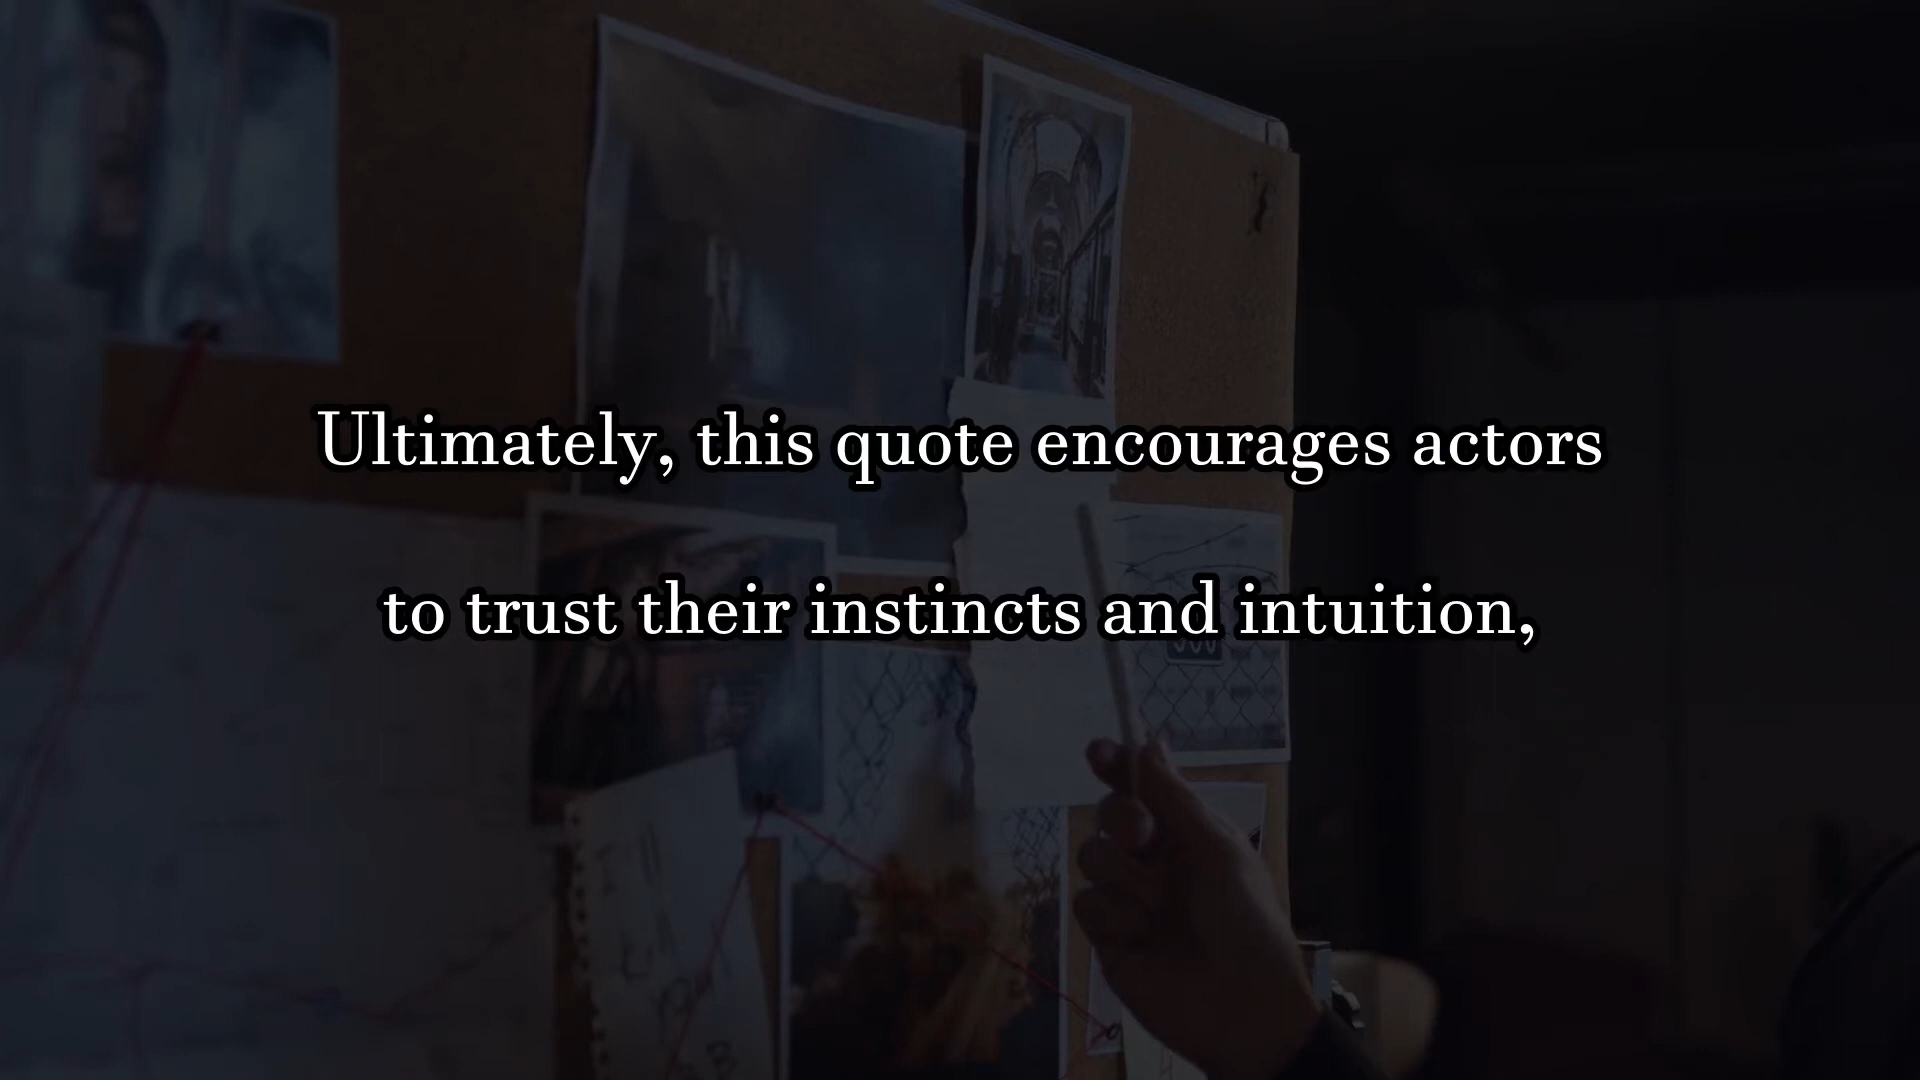 Ultimately, this quote encourages actors
to trust their instincts and intuition,